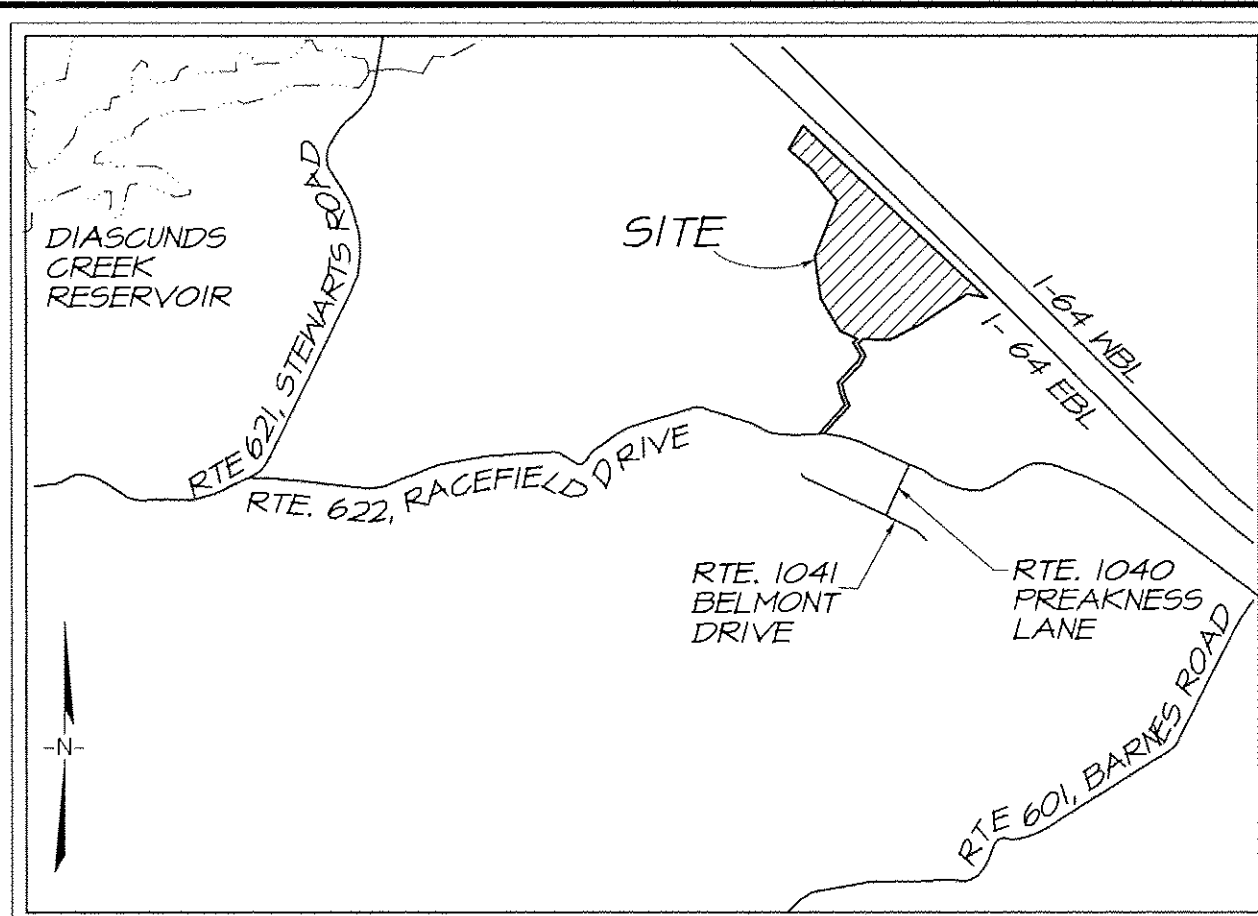 DIASCUNDS
CREEK
RESERVOIR
RTE 621, STEWARTS ROAD
SITE
I-64 WBL
I-64 EBL
RTE. 622, RACEFIELD DRIVE
RTE. 1041
BELMONT
DRIVE
RTE. 1040
PREAKNESS
LANE
RTE 601, BARNES ROAD
-N-